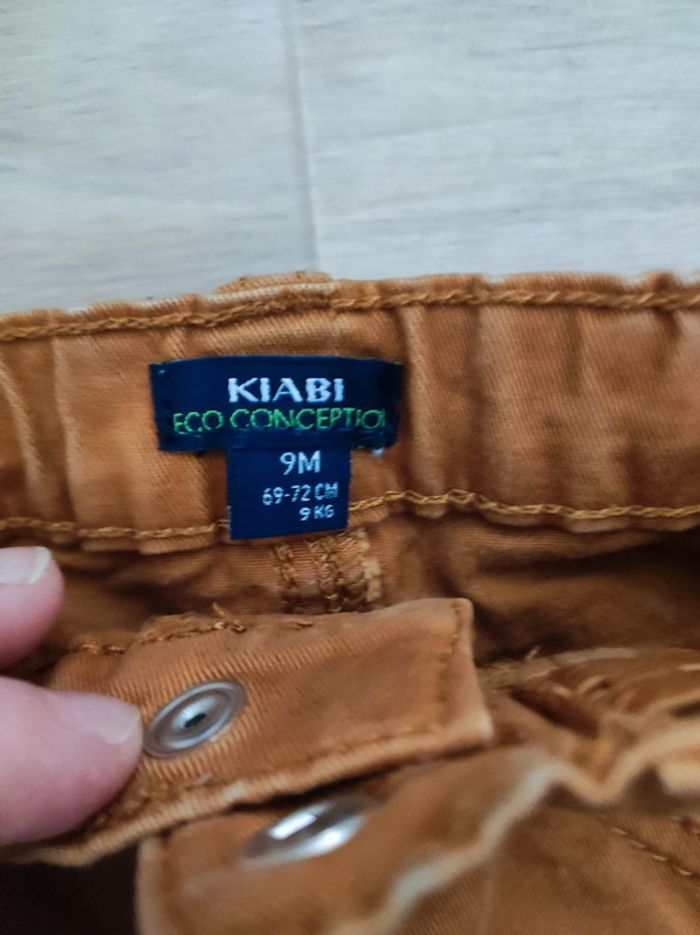 KIABI
ECO CONCEPTION
9M
69-72 CM
9 KG